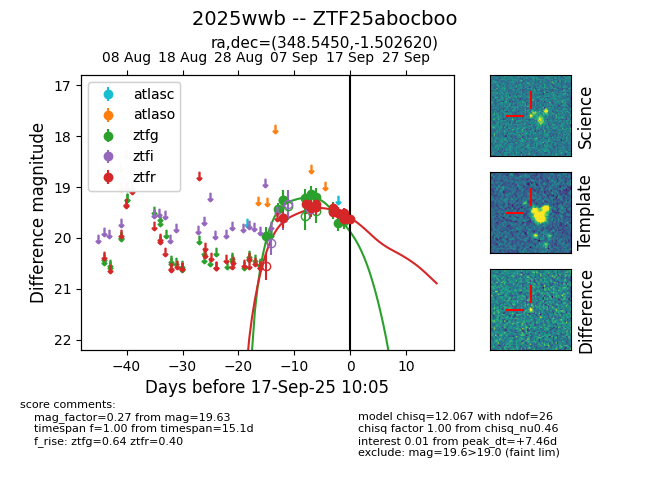 2025wwb -- ZTF25abocboo
ra,dec=(348.5450,-1.502620)
08 Aug 18 Aug 28 Aug 07 Sep 17 Sep 27 Sep
17
18
19
20
21
22
Difference magnitude
atlasc
atlaso
ztfg
ztfi
ztfr
−40 −30 −20 −10 0 10
Days before 17-Sep-25 10:05
Science
Template
Difference
score comments:
mag_factor=0.27 from mag=19.63
timespan f=1.00 from timespan=15.1d
f_rise: ztfg=0.64 ztfr=0.40
model chisq=12.067 with ndof=26
chisq factor 1.00 from chisq_nu0.46
interest 0.01 from peak_dt=+7.46d
exclude: mag=19.6>19.0 (faint lim)